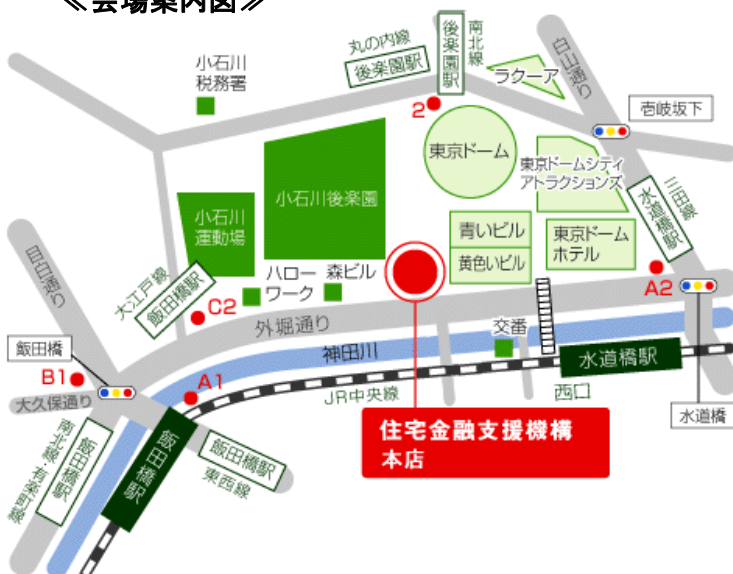 ≪会場案内図≫
丸の内線
後楽園駅
後楽園駅
南北線
白山通り
小石川
税務署
ラクーア
2
壱岐坂下
東京ドーム
東京ドームシティ
アトラクションズ
小石川後楽園
小石川
運動場
水道橋駅
三田線
青いビル
黄色いビル
東京ドーム
ホテル
目白通り
大江戸線
飯田橋駅
ハロー
ワーク
森ビル
C2
A2
外堀通り
交番
飯田橋
神田川
水道橋駅
B1
A1
大久保通り
JR中央線
西口
水道橋
住宅金融支援機構
本店
飯田橋駅
南北線・有楽町線
飯田橋駅
飯田橋駅
東西線